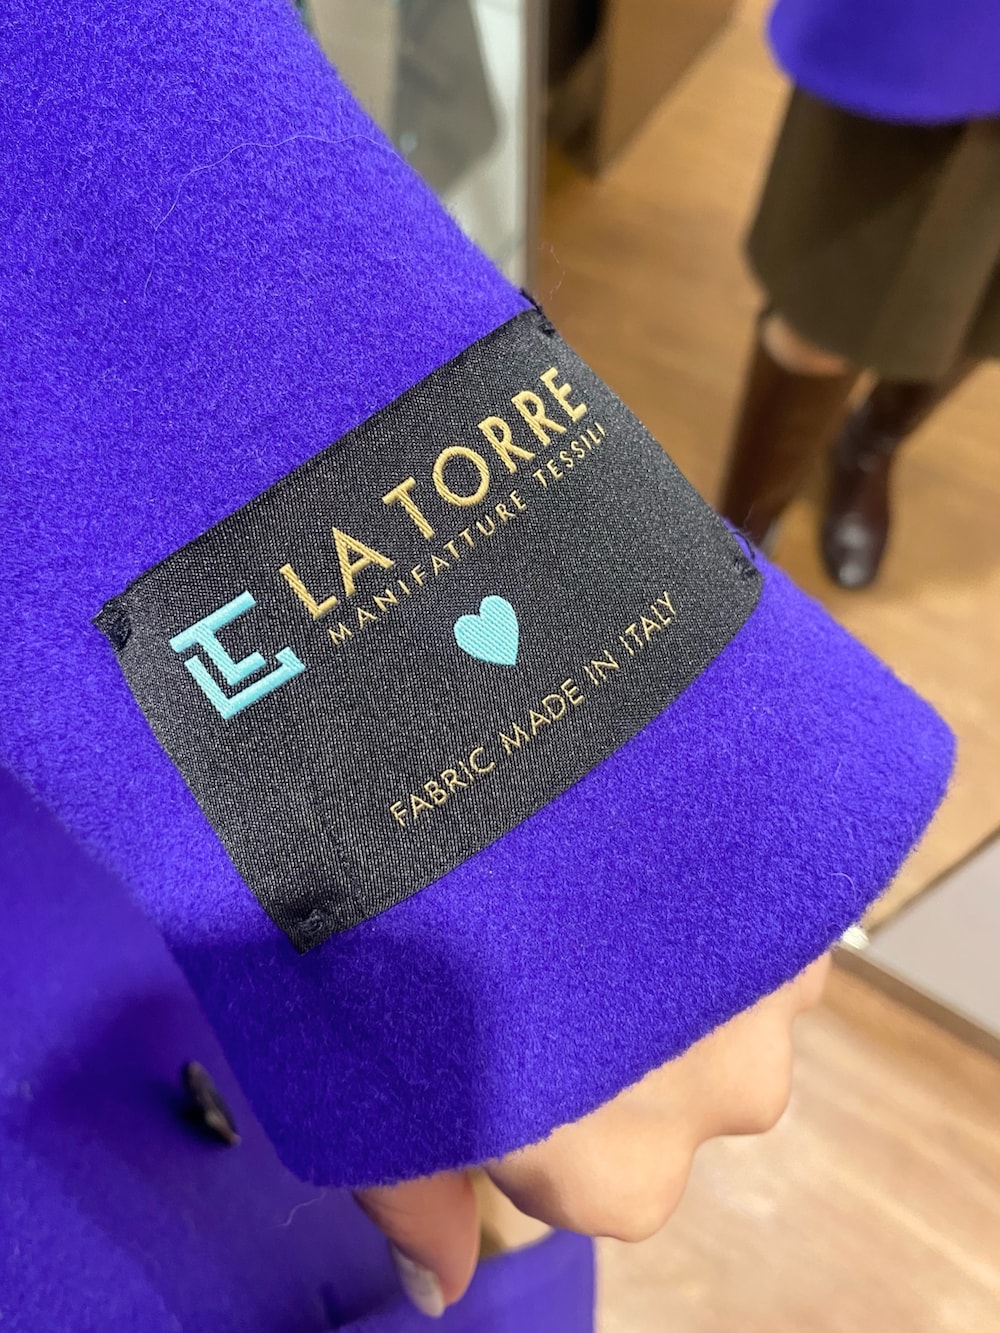 LA TORRE
MANIFATTURE TESSILI
FABRIC MADE IN ITALY